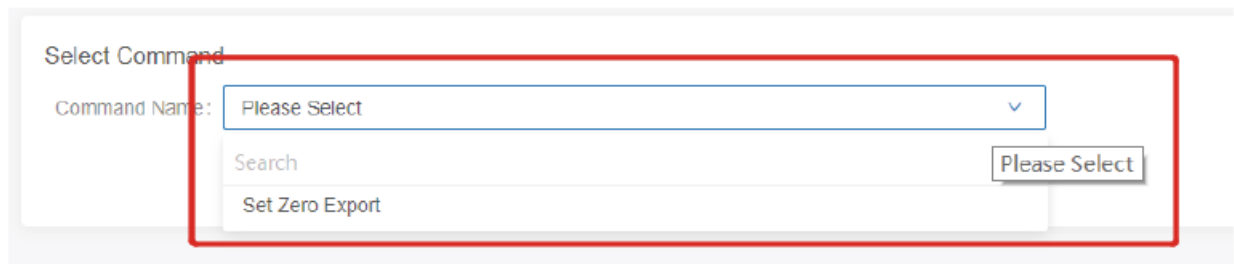 Select Command
Command Name: Please Select
Search
Please Select
Set Zero Export